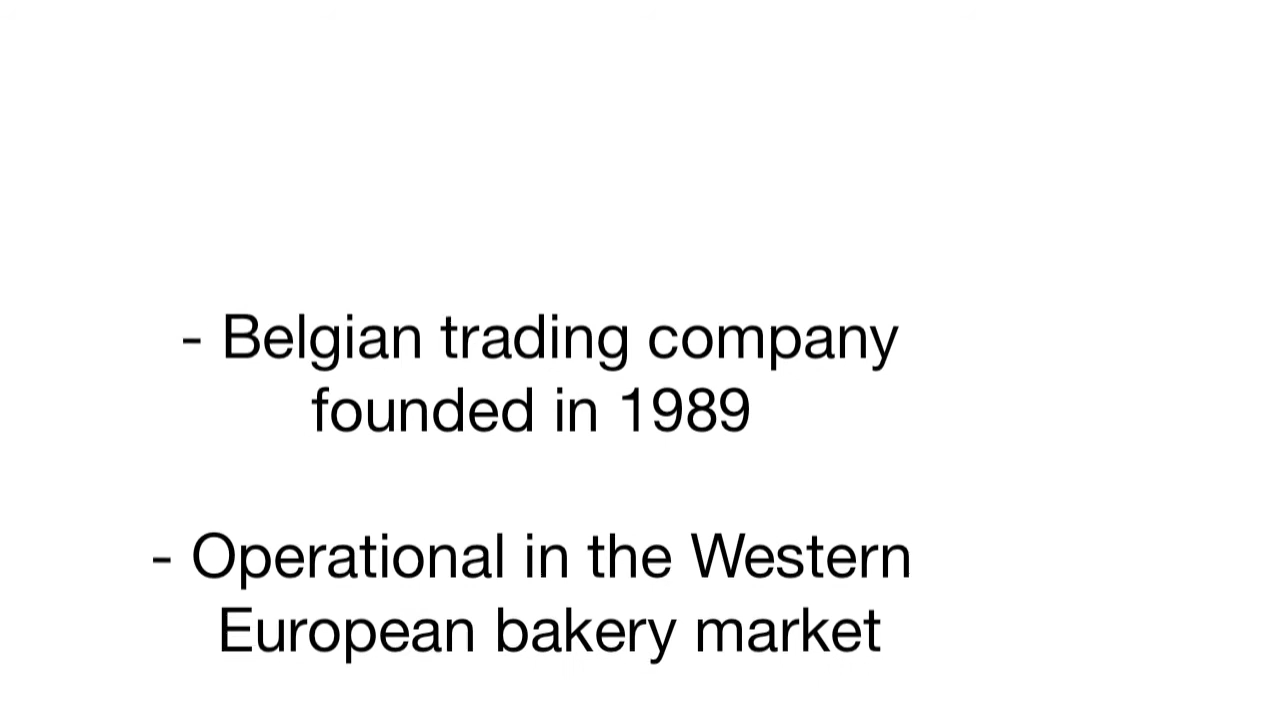 - Belgian trading company
founded in 1989
- Operational in the Western
European bakery market